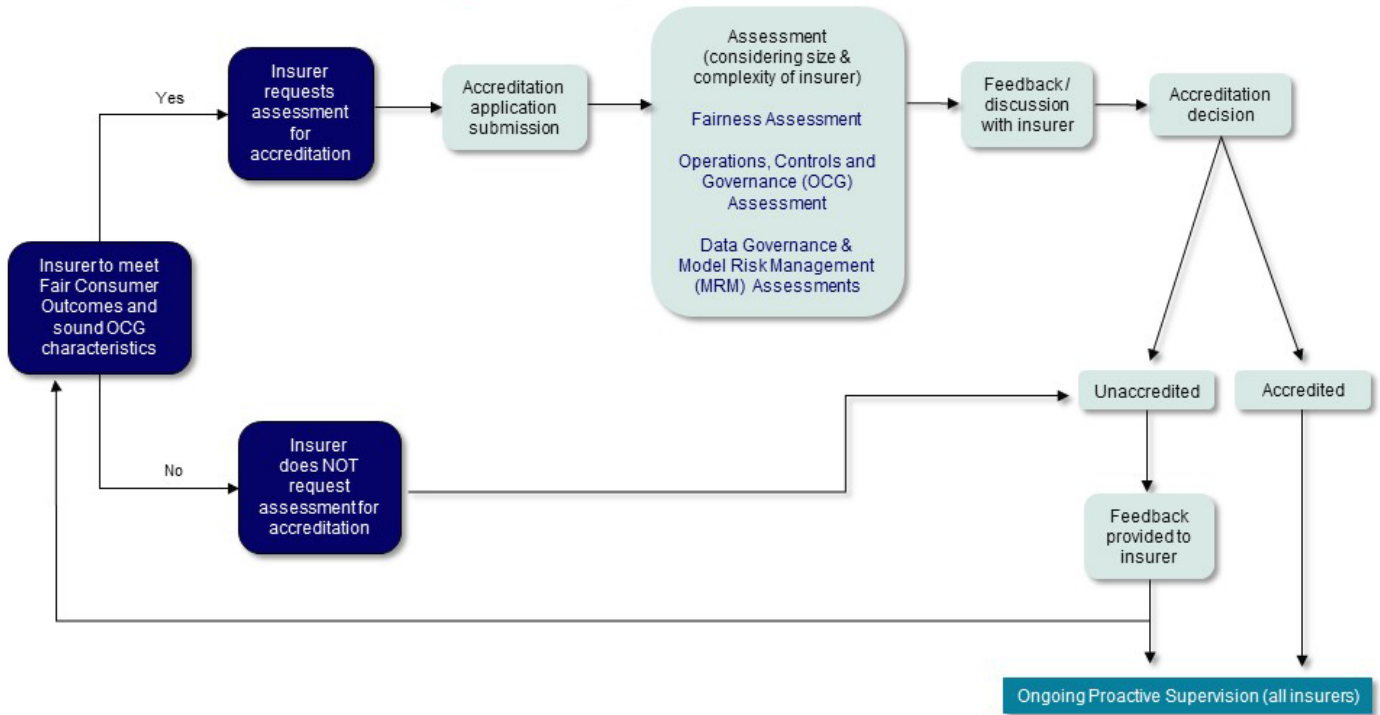 Yes
Insurer
requests
assessment
for
accreditation
Accreditation
application
submission
Assessment
(considering size &
complexity of insurer)
Fairness Assessment
Operations, Controls and
Governance (OCG)
Assessment
Data Governance &
Model Risk Management
(MRM) Assessments
Feedback /
discussion
with insurer
Accreditation
decision
Insurer to meet
Fair Consumer
Outcomes and
sound OCG
characteristics
No
Insurer
does NOT
request
assessment for
accreditation
Unaccredited
Accredited
Feedback
provided to
insurer
Ongoing Proactive Supervision (all insurers)